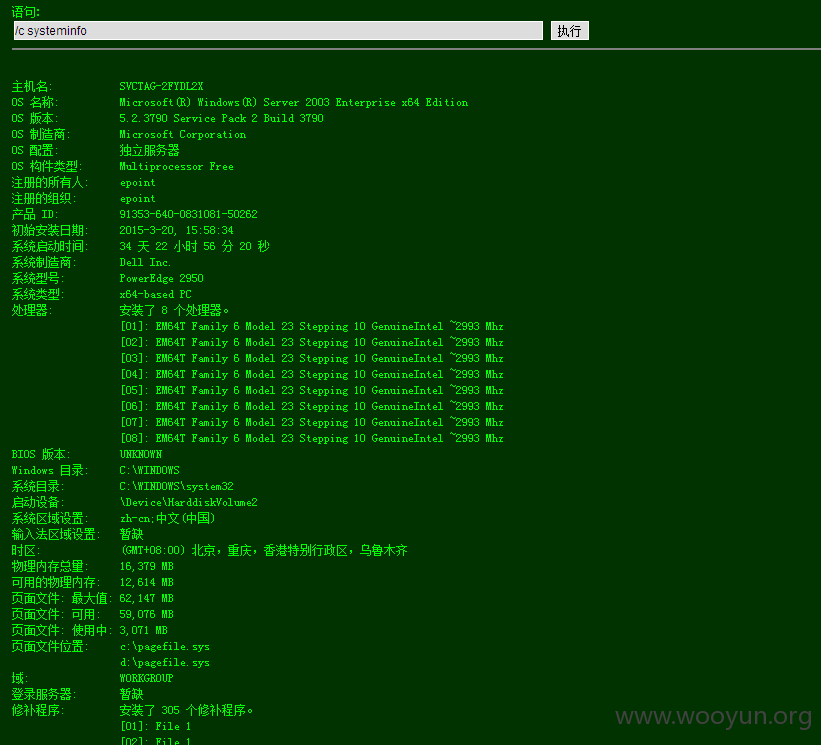 语句:
/c systeminfo 执行
主机名: SVCTAG-2FYDL2X
OS 名称: Microsoft(R) Windows(R) Server 2003 Enterprise x64 Edition
OS 版本: 5.2.3790 Service Pack 2 Build 3790
OS 制造商: Microsoft Corporation
OS 配置: 独立服务器
OS 构件类型: Multiprocessor Free
注册的所有人: epoint
注册的组织: epoint
产品 ID: 91353-640-0831081-50262
初始安装日期: 2015-3-20, 15:58:34
系统启动时间: 34 天 22 小时 56 分 20 秒
系统制造商: Dell Inc.
系统型号: PowerEdge 2950
系统类型: x64-based PC
处理器: 安装了 8 个处理器。
[01]: EM64T Family 6 Model 23 Stepping 10 GenuineIntel ~2993 Mhz
[02]: EM64T Family 6 Model 23 Stepping 10 GenuineIntel ~2993 Mhz
[03]: EM64T Family 6 Model 23 Stepping 10 GenuineIntel ~2993 Mhz
[04]: EM64T Family 6 Model 23 Stepping 10 GenuineIntel ~2993 Mhz
[05]: EM64T Family 6 Model 23 Stepping 10 GenuineIntel ~2993 Mhz
[06]: EM64T Family 6 Model 23 Stepping 10 GenuineIntel ~2993 Mhz
[07]: EM64T Family 6 Model 23 Stepping 10 GenuineIntel ~2993 Mhz
[08]: EM64T Family 6 Model 23 Stepping 10 GenuineIntel ~2993 Mhz
BIOS 版本: UNKNOWN
Windows 目录: C:\WINDOWS
系统目录: C:\WINDOWS\system32
启动设备: \Device\HarddiskVolume2
系统区域设置: zh-cn;中文(中国)
输入法区域设置: 暂缺
时区: (GMT+08:00) 北京，重庆，香港特别行政区，乌鲁木齐
物理内存总量: 16,379 MB
可用的物理内存: 12,614 MB
页面文件: 最大值: 62,147 MB
页面文件: 可用: 59,076 MB
页面文件: 使用中: 3,071 MB
页面文件位置: c:\pagefile.sys
d:\pagefile.sys
域: WORKGROUP
登录服务器: 暂缺
修补程序: 安装了 305 个修补程序。
[01]: File 1
[02]: File 1
www.wooyun.org